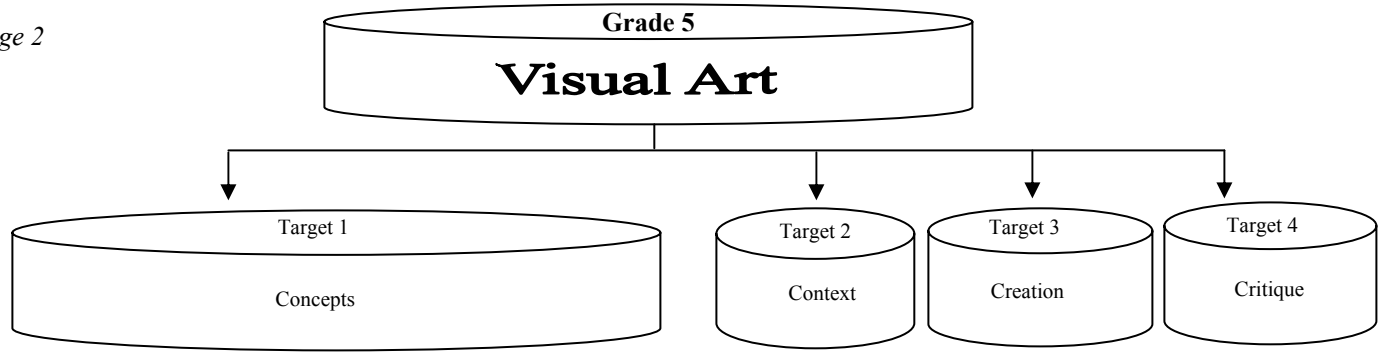 Grade 5
ge 2
Visual Art
Target 1
Target 2
Target 3
Target 4
Concepts
Context
Creation
Critique